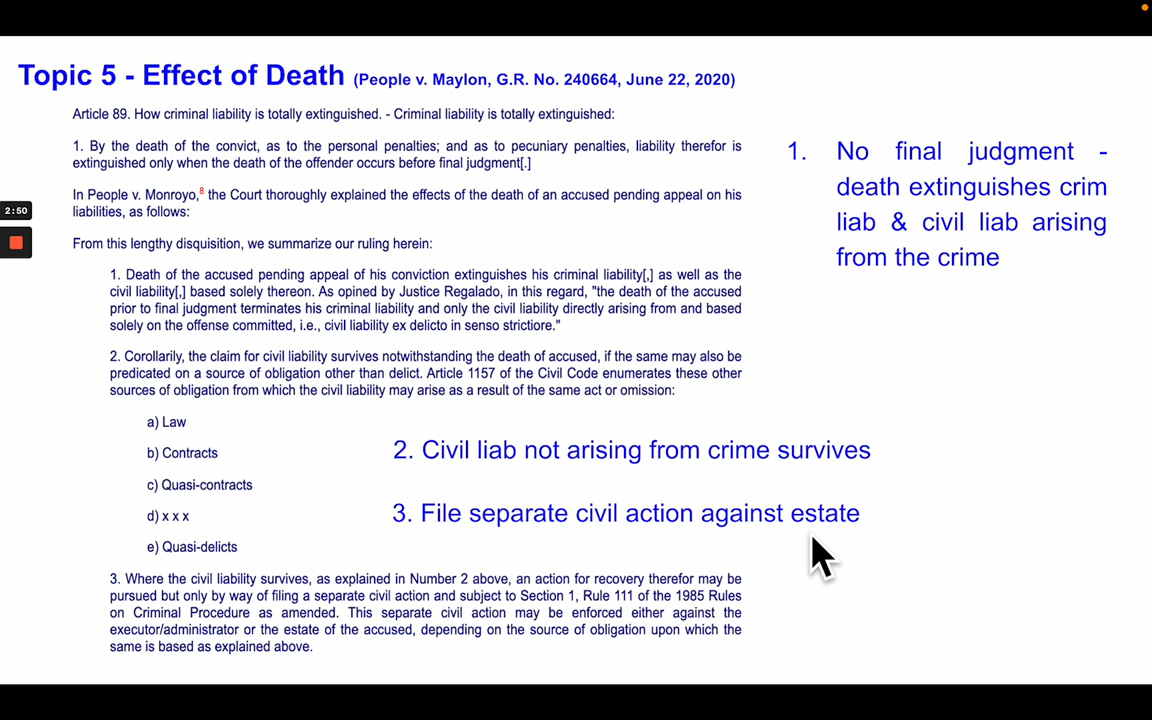 Topic 5 - Effect of Death (People v. Maylon, G.R. No. 240664, June 22, 2020)
Article 89. How criminal liability is totally extinguished. - Criminal liability is totally extinguished:
1. By the death of the convict, as to the personal penalties; and as to pecuniary penalties, liability therefor is
extinguished only when the death of the offender occurs before final judgment[.]
In People v. Monroyo,8 the Court thoroughly explained the effects of the death of an accused pending appeal on his
liabilities, as follows:
From this lengthy disquisition, we summarize our ruling herein:
1. Death of the accused pending appeal of his conviction extinguishes his criminal liability[,] as well as the
civil liability[,] based solely thereon. As opined by Justice Regalado, in this regard, "the death of the accused
prior to final judgment terminates his criminal liability and only the civil liability directly arising from and based
solely on the offense committed, i.e., civil liability ex delicto in senso strictiore."
2. Corollarily, the claim for civil liability survives notwithstanding the death of accused, if the same may also be
predicated on a source of obligation other than delict. Article 1157 of the Civil Code enumerates these other
sources of obligation from which the civil liability may arise as a result of the same act or omission:
a) Law
b) Contracts
c) Quasi-contracts
d) x x x
e) Quasi-delicts
3. Where the civil liability survives, as explained in Number 2 above, an action for recovery therefor may be
pursued but only by way of filing a separate civil action and subject to Section 1, Rule 111 of the 1985 Rules
on Criminal Procedure as amended. This separate civil action may be enforced either against the
executor/administrator or the estate of the accused, depending on the source of obligation upon which the
same is based as explained above.
1. No final judgment -
death extinguishes crim
liab & civil liab arising
from the crime
2. Civil liab not arising from crime survives
3. File separate civil action against estate
2:50